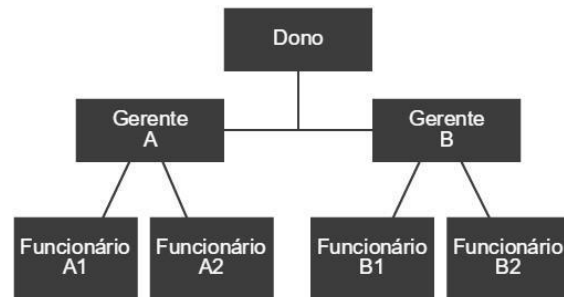 Dono
Gerente
A
Gerente
B
Funcionário
A1
Funcionário
A2
Funcionário
B1
Funcionário
B2